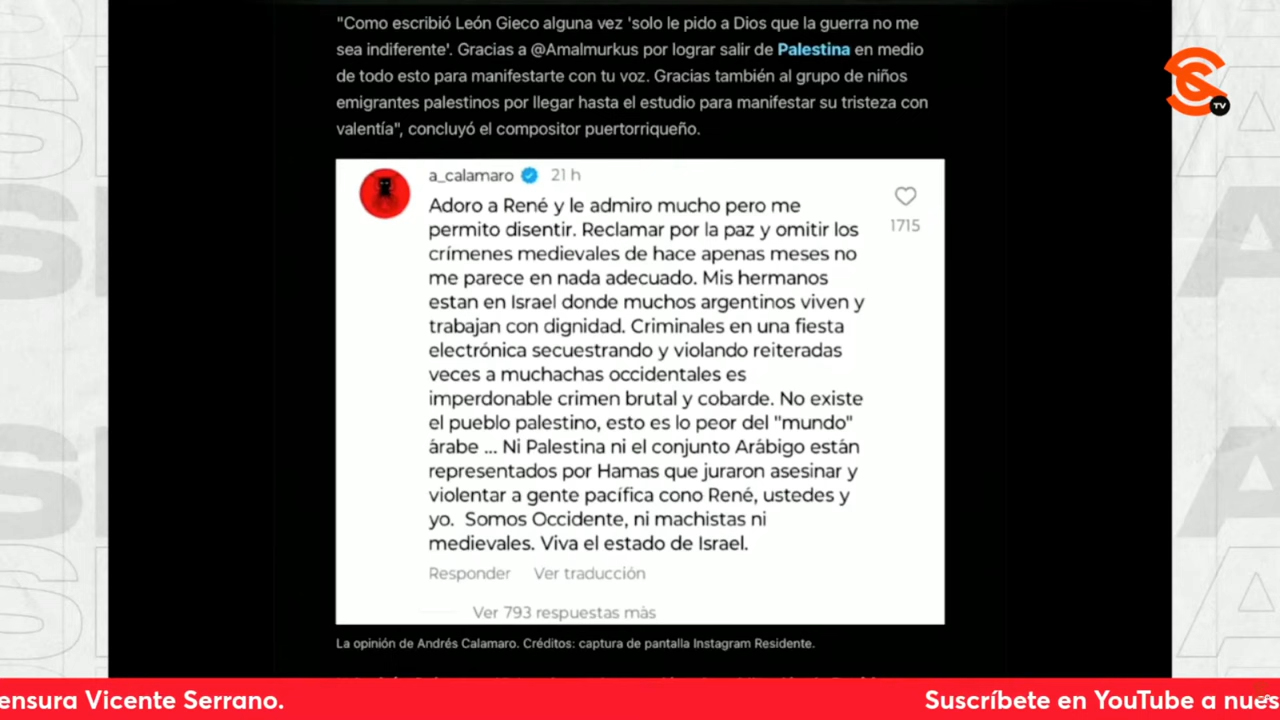 "Como escribió León Gieco alguna vez 'solo le pido a Dios que la guerra no me
sea indiferente'. Gracias a @Amalmurkus por lograr salir de Palestina en medio
de todo esto para manifestarte con tu voz. Gracias también al grupo de niños
emigrantes palestinos por llegar hasta el estudio para manifestar su tristeza con
valentía", concluyó el compositor puertorriqueño.
TV
a_calamaro 21 h
Adoro a René y le admiro mucho pero me
permito disentir. Reclamar por la paz y omitir los
crímenes medievales de hace apenas meses no
me parece en nada adecuado. Mis hermanos
estan en Israel donde muchos argentinos viven y
trabajan con dignidad. Criminales en una fiesta
electrónica secuestrando y violando reiteradas
veces a muchachas occidentales es
imperdonable crimen brutal y cobarde. No existe
el pueblo palestino, esto es lo peor del "mundo"
árabe ... Ni Palestina ni el conjunto Arábigo están
representados por Hamas que juraron asesinar y
violentar a gente pacífica cono René, ustedes y
yo. Somos Occidente, ni machistas ni
medievales. Viva el estado de Israel.
1715
Responder Ver traducción
Ver 793 respuestas más
La opinión de Andrés Calamaro. Créditos: captura de pantalla Instagram Residente.
ensura Vicente Serrano.
Suscríbete en YouTube a nues